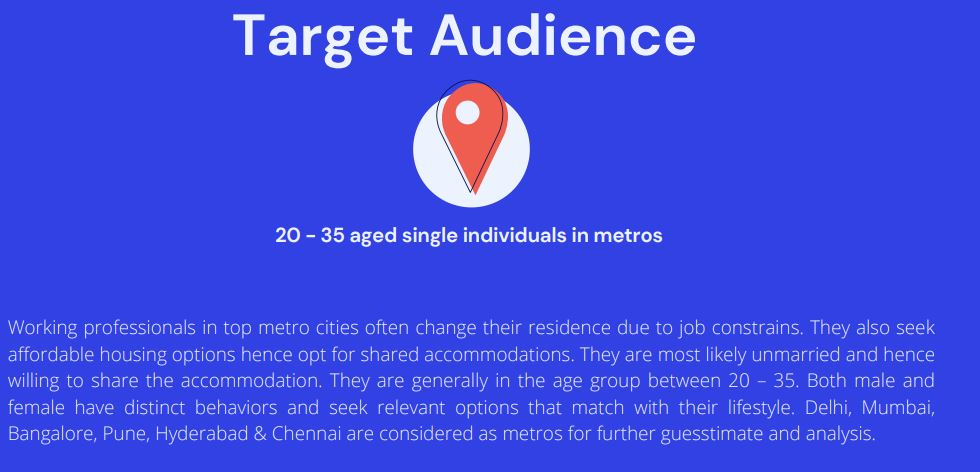 Target Audience
20 – 35 aged single individuals in metros
Working professionals in top metro cities often change their residence due to job constrains. They also seek
affordable housing options hence opt for shared accommodations. They are most likely unmarried and hence
willing to share the accommodation. They are generally in the age group between 20 – 35. Both male and
female have distinct behaviors and seek relevant options that match with their lifestyle. Delhi, Mumbai,
Bangalore, Pune, Hyderabad & Chennai are considered as metros for further guesstimate and analysis.